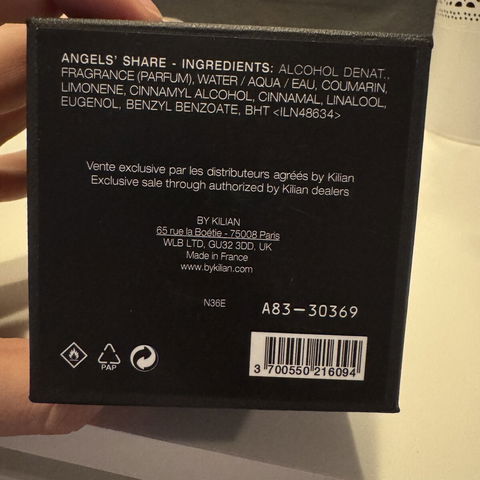 ANGELS' SHARE - INGREDIENTS: ALCOHOL DENAT.,
FRAGRANCE (PARFUM), WATER / AQUA / EAU, COUMARIN,
LIMONENE, CINNAMYL ALCOHOL, CINNAMAL, LINALOOL,
EUGENOL, BENZYL BENZOATE, BHT <ILN48634>
Vente exclusive par les distributeurs agréés by Kilian
Exclusive sale through authorized by Kilian dealers
BY KILIAN
65 rue la Boétie - 75008 Paris
WLB LTD, GU32 3DD, UK
Made in France
www.bykilian.com
N36E
A83-30369
PAP
3 700550 216094